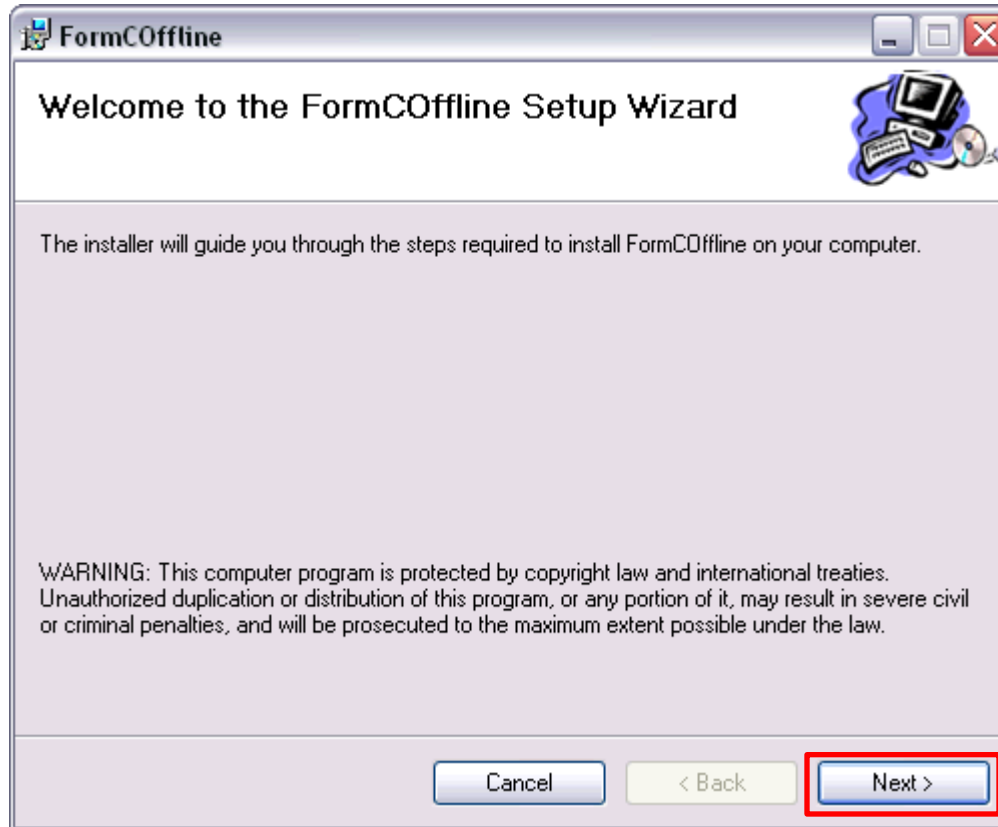 FormCOffline
Welcome to the FormCOffline Setup Wizard
The installer will guide you through the steps required to install FormCOffline on your computer.
WARNING: This computer program is protected by copyright law and international treaties.
Unauthorized duplication or distribution of this program, or any portion of it, may result in severe civil
or criminal penalties, and will be prosecuted to the maximum extent possible under the law.
Cancel
< Back
Next >